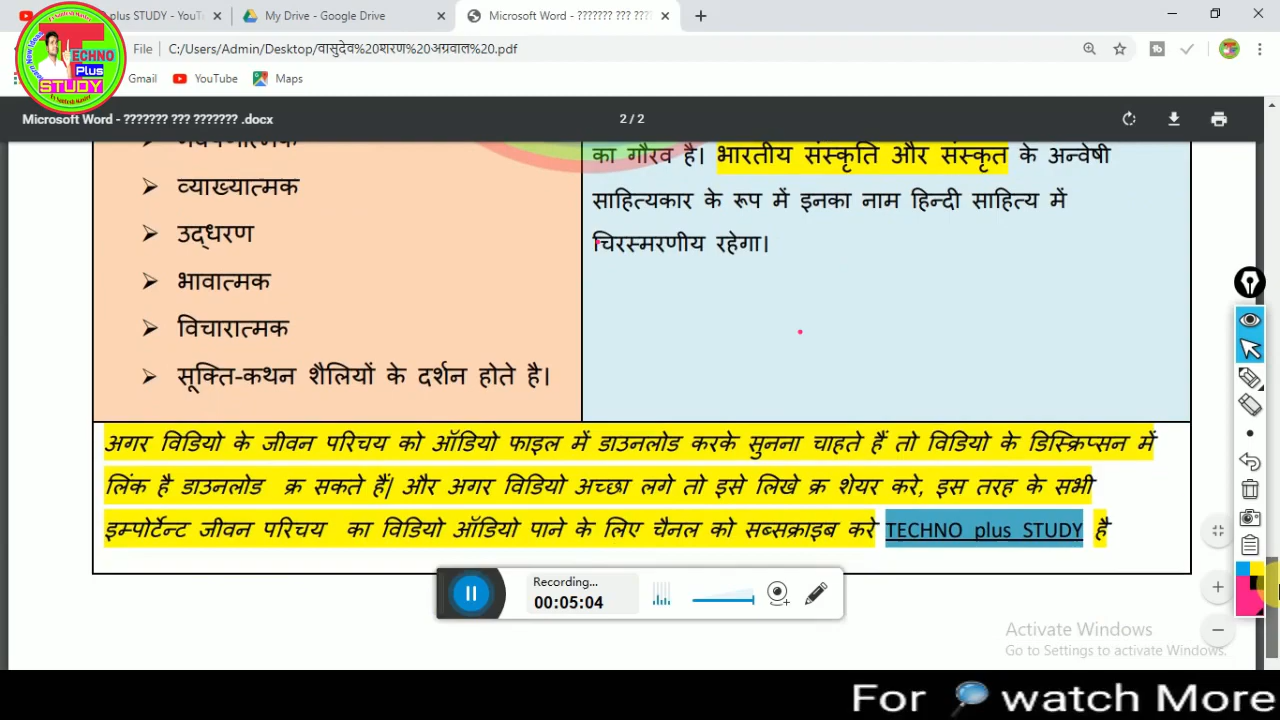 plus STUDY - YouT
My Drive - Google Drive
Microsoft Word - ??????? ??? ????
File
C:/Users/Admin/Desktop/वासुदेव%20शरण%20अग्रवाल%20.pdf
Gmail
YouTube
Maps
TECHNO
Plus
STUDY
Microsoft Word - ??????? ??? ??????? .docx
2 / 2
का गौरव है। भारतीय संस्कृति और संस्कृत के अन्वेषी
साहित्यकार के रूप में इनका नाम हिन्दी साहित्य में
चिरस्मरणीय रहेगा।
व्याख्यात्मक
उद्धरण
भावात्मक
विचारात्मक
सूक्ति-कथन शैलियों के दर्शन होते है।
अगर विडियो के जीवन परिचय को ऑडियो फाइल में डाउनलोड करके सुनना चाहते हैं तो विडियो के डिस्क्रिप्सन में
लिंक है डाउनलोड क्र सकते हैं| और अगर विडियो अच्छा लगे तो इसे लिखे क्र शेयर करे, इस तरह के सभी
इम्पोर्टेन्ट जीवन परिचय का विडियो ऑडियो पाने के लिए चैनल को सब्सक्राइब करे TECHNO plus STUDY है
Recording...
00:05:04
Activate Windows
Go to Settings to activate Windows.
For watch More